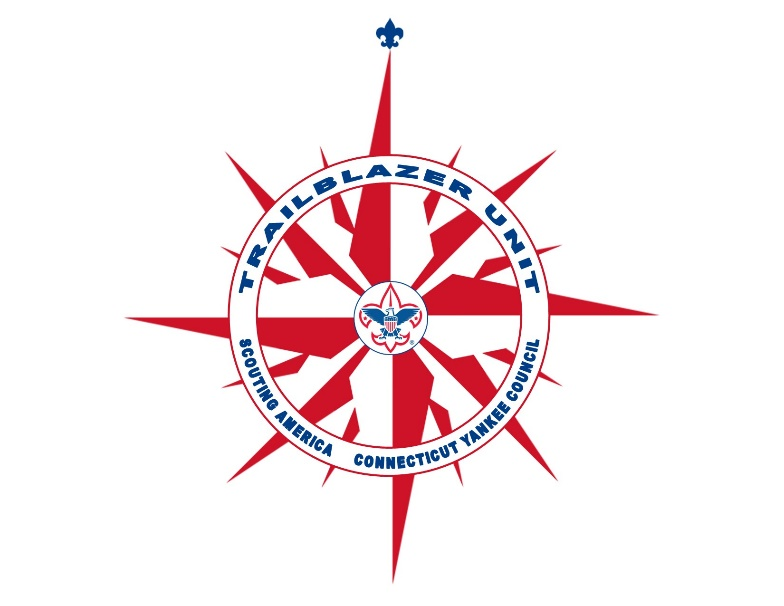 TRAILBLAZER UNIT
SCOUTING AMERICA
CONNECTICUT YANKEE COUNCIL
®